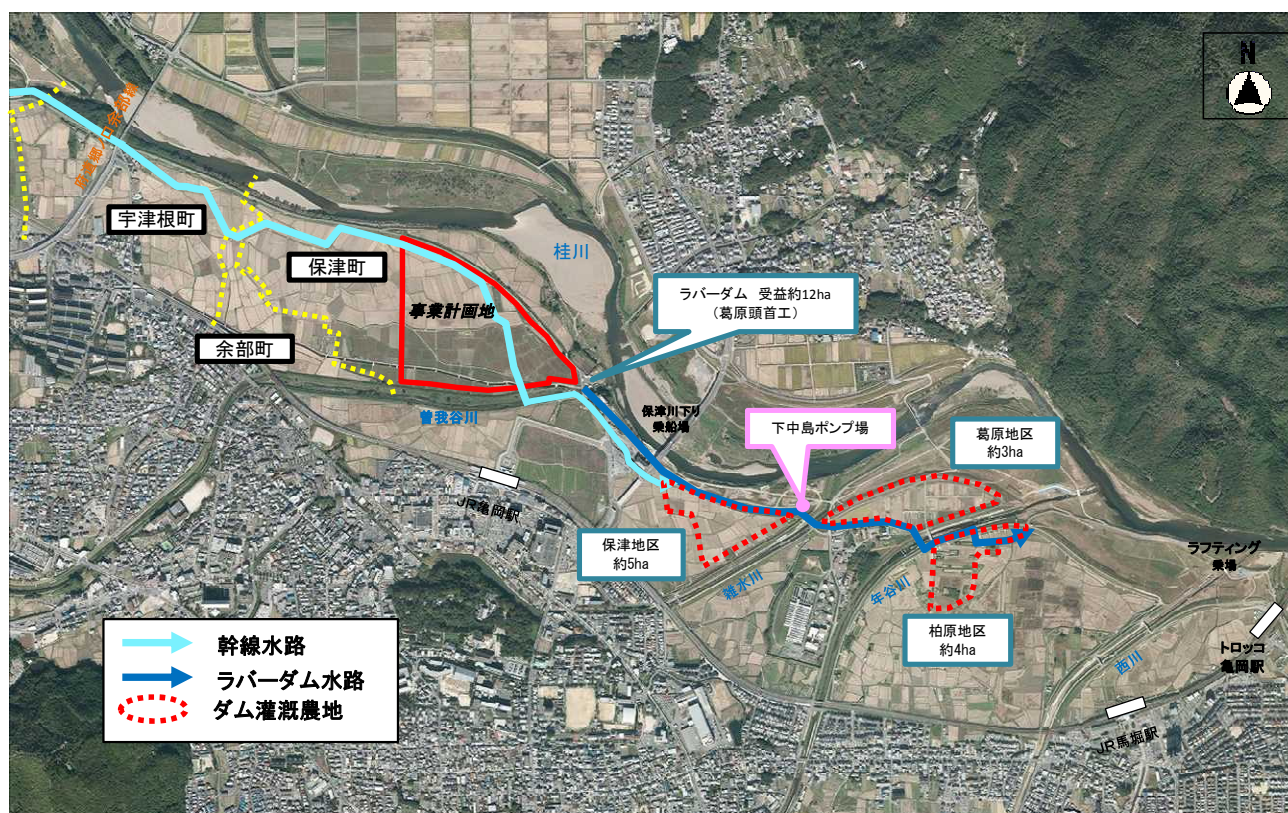 N
宇津根町
保津町
桂川
事業計画地
ラバーダム 受益約12ha
(葛原頭首工)
余部町
曽我谷川
保津川下り
乗船場
下中島ポンプ場
葛原地区
約3ha
JR亀岡駅
保津地区
約5ha
雑水川
年谷川
柏原地区
約4ha
ラフティング
乗場
トロッコ
亀岡駅
西川
JR馬堀駅
幹線水路
ラバーダム水路
ダム灌漑農地